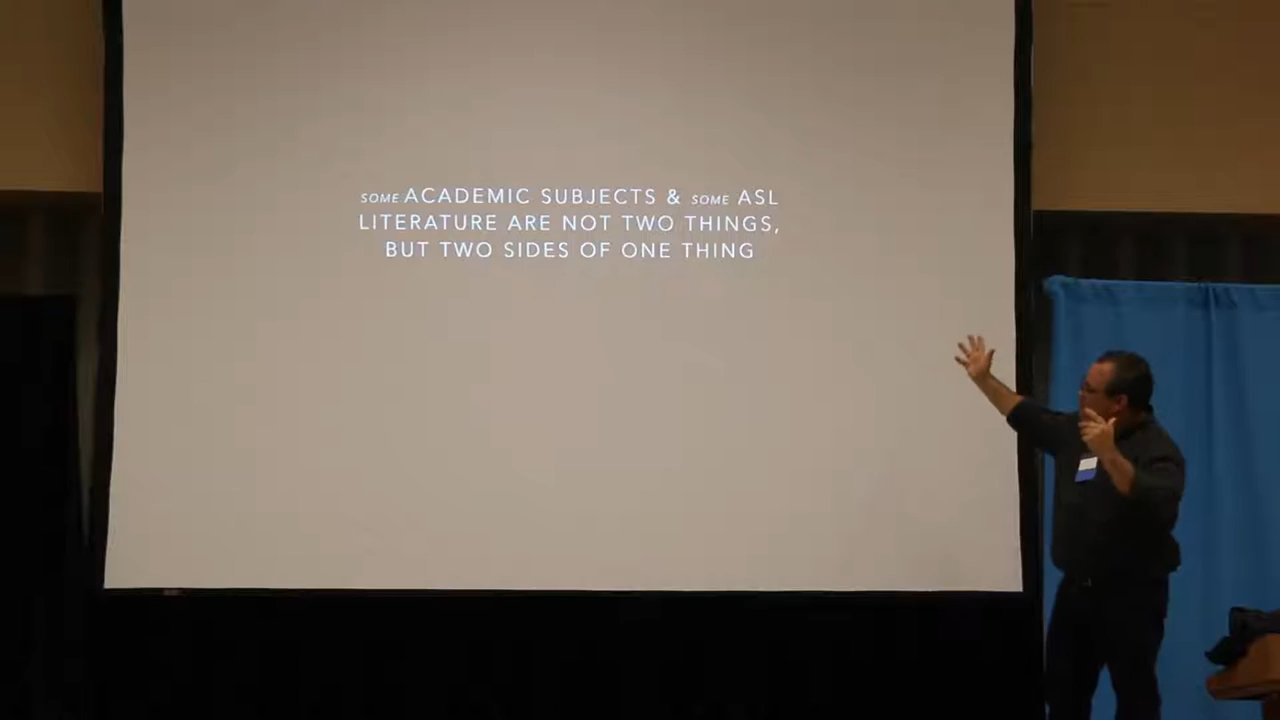 SOME ACADEMIC SUBJECTS & SOME ASL
LITERATURE ARE NOT TWO THINGS,
BUT TWO SIDES OF ONE THING